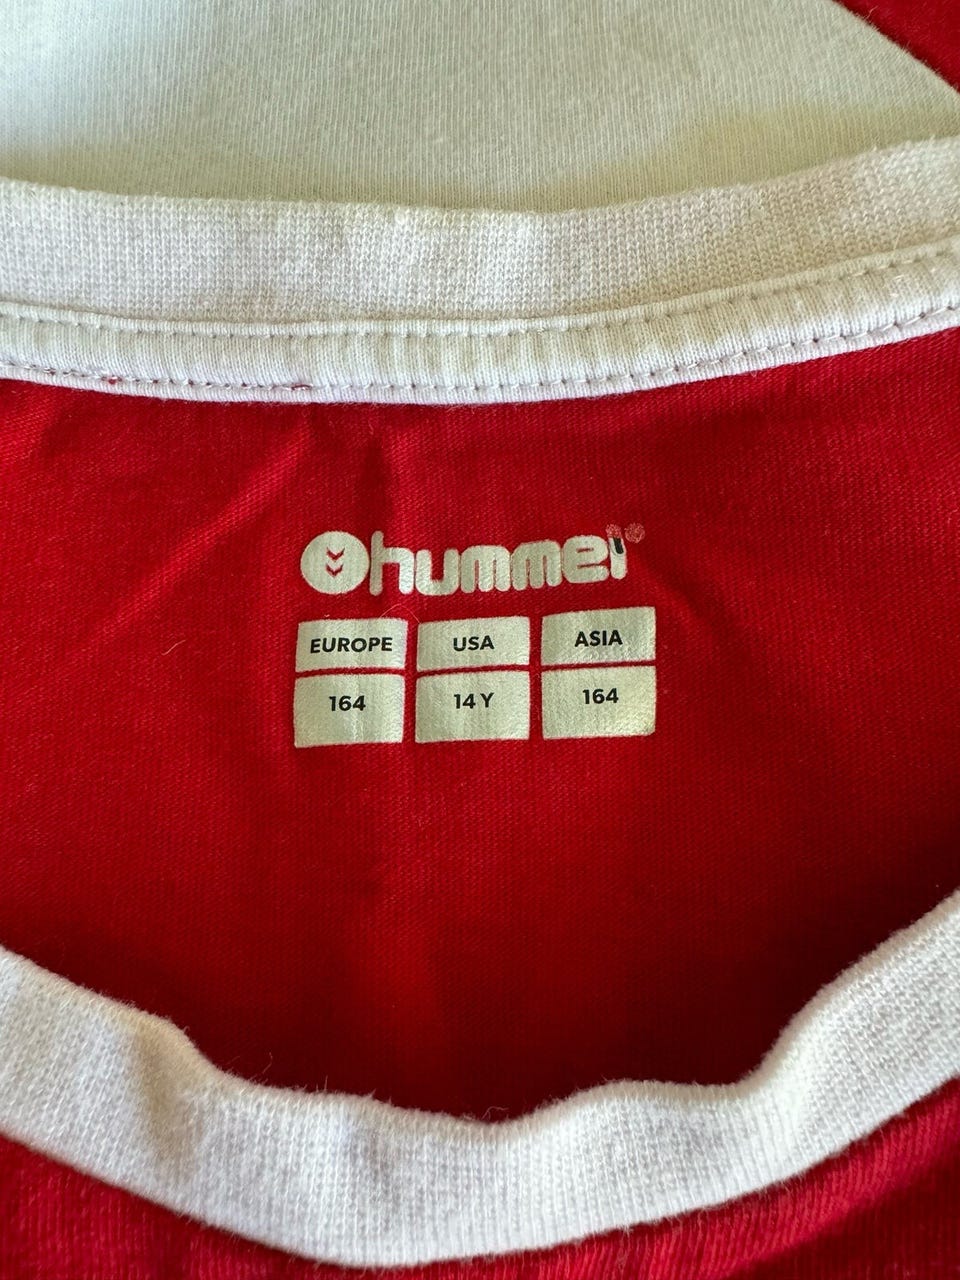 hummel®
EUROPE USA ASIA
164 14 Y 164